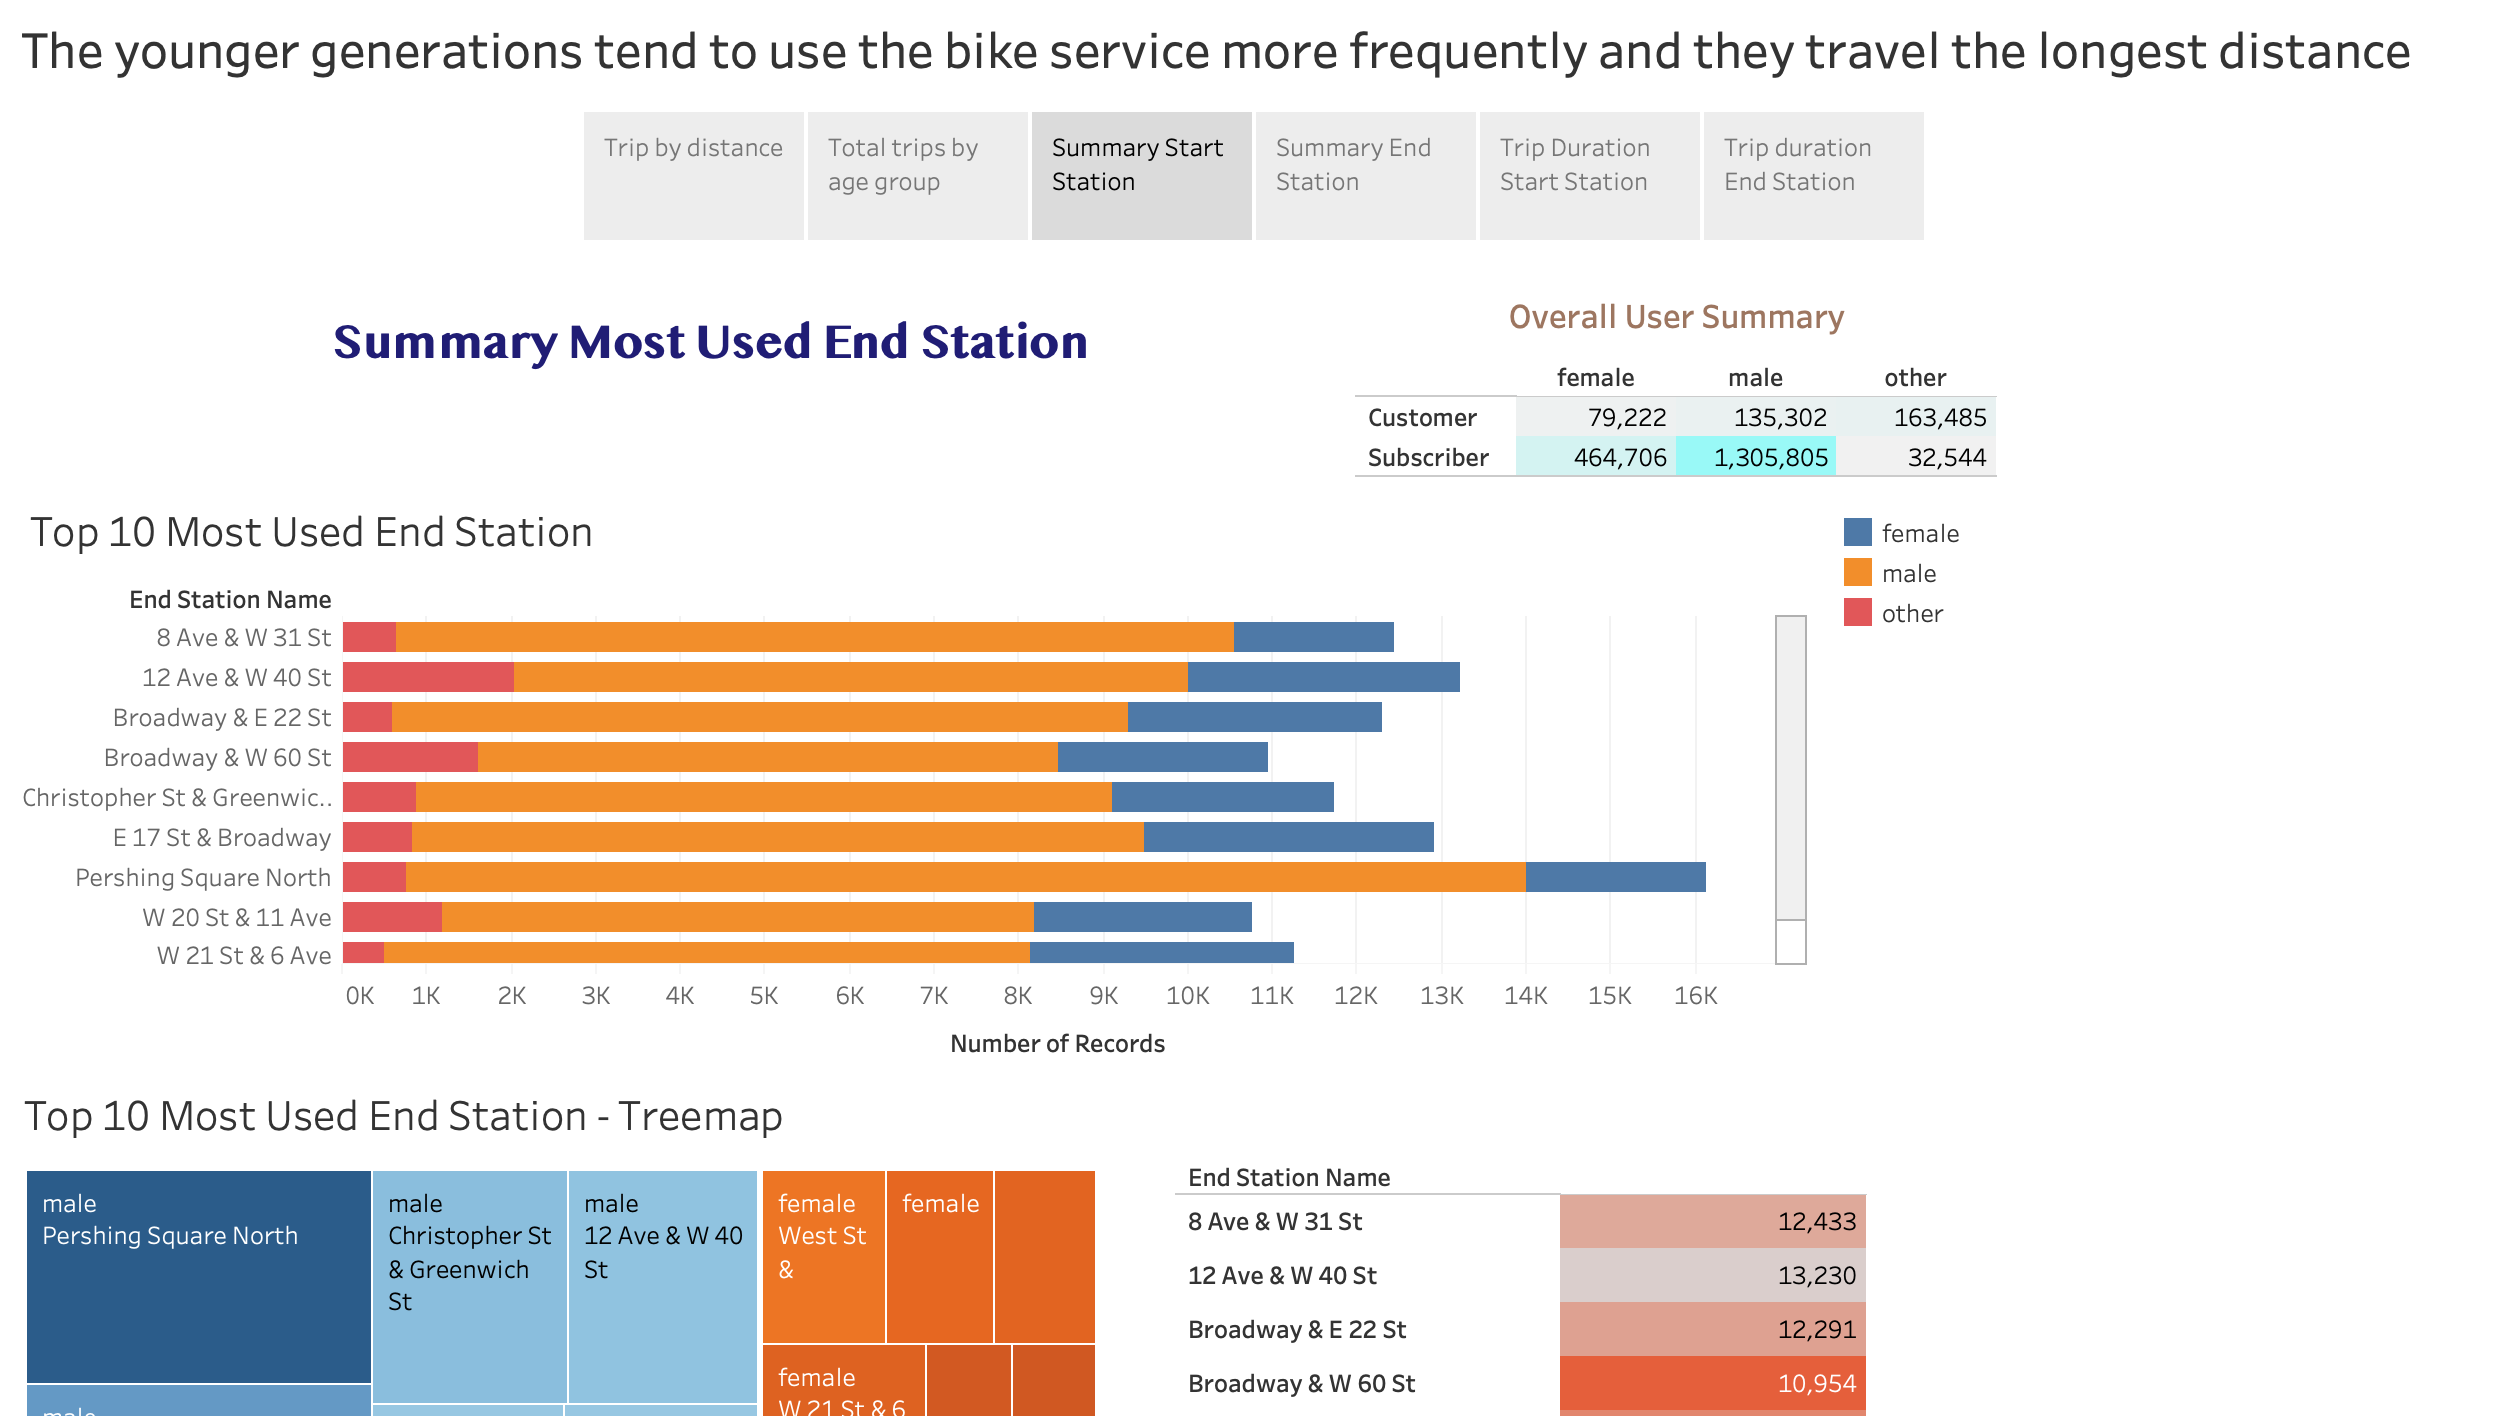 The younger generations tend to use the bike service more frequently and they travel the longest distance
Trip by distance
Total trips by
age group
Summary Start
Station
Summary End
Station
Trip Duration
Start Station
Trip duration
End Station
Summary Most Used End Station
Overall User Summary
female male other
Customer 79,222 135,302 163,485
Subscriber 464,706 1,305,805 32,544
Top 10 Most Used End Station
female
male
other
End Station Name
8 Ave & W 31 St
12 Ave & W 40 St
Broadway & E 22 St
Broadway & W 60 St
Christopher St & Greenwic..
E 17 St & Broadway
Pershing Square North
W 20 St & 11 Ave
W 21 St & 6 Ave
0K 1K 2K 3K 4K 5K 6K 7K 8K 9K 10K 11K 12K 13K 14K 15K 16K
Number of Records
Top 10 Most Used End Station - Treemap
male
Pershing Square North
male
Christopher St
& Greenwich
St
male
12 Ave & W 40
St
female
West St
&
female
male
female
W 21 St & 6
End Station Name
8 Ave & W 31 St 12,433
12 Ave & W 40 St 13,230
Broadway & E 22 St 12,291
Broadway & W 60 St 10,954